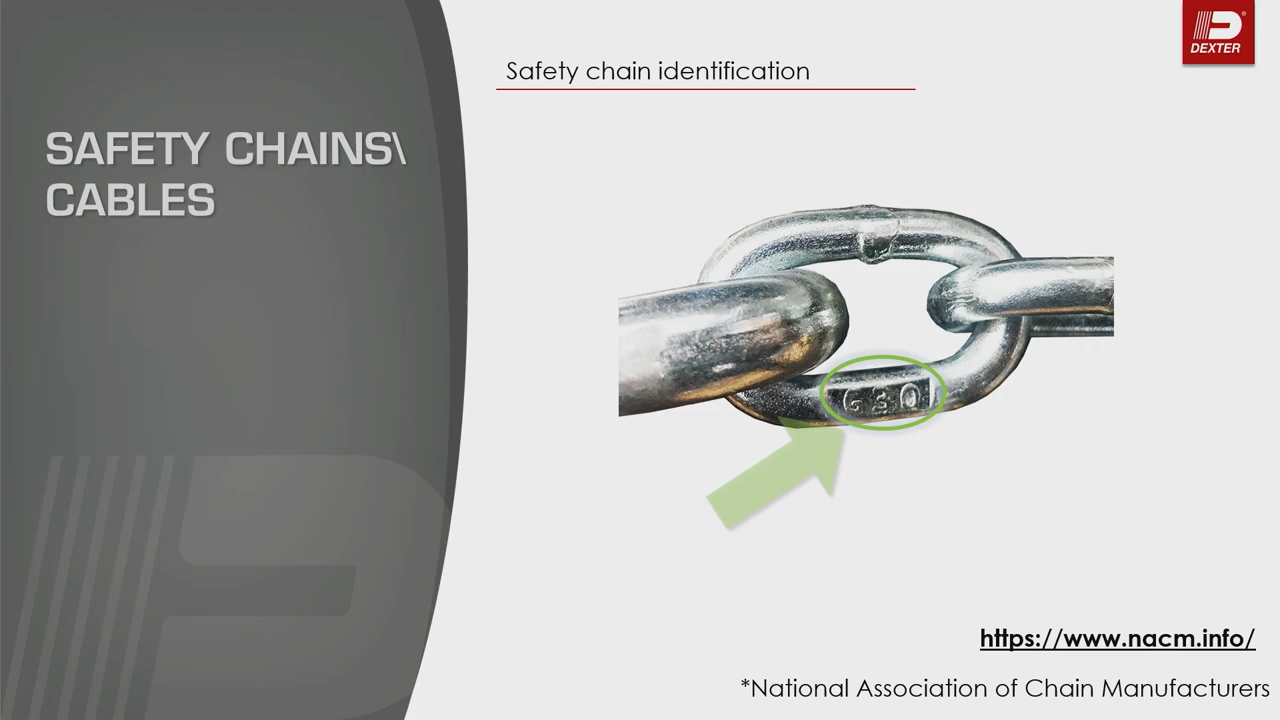 SAFETY CHAINS\
CABLES
Safety chain identification
DEXTER
G30
https://www.nacm.info/
*National Association of Chain Manufacturers